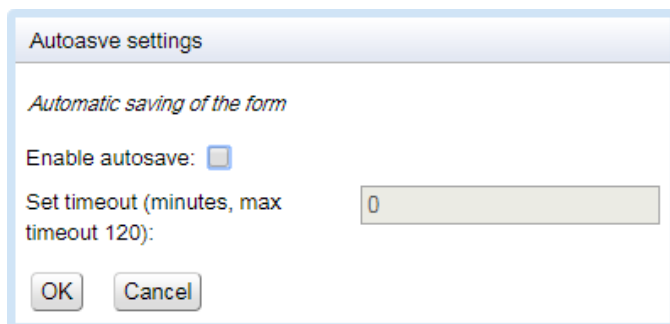 Autoasve settings
Automatic saving of the form
Enable autosave:
Set timeout (minutes, max
timeout 120):
0
OK Cancel